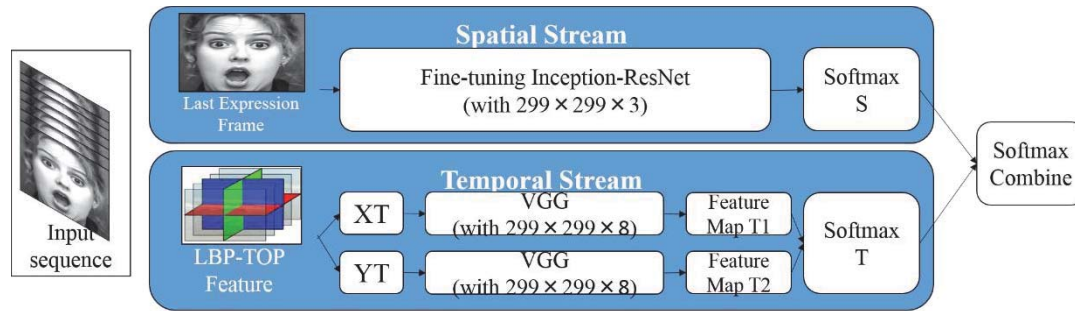 Input
sequence
Spatial Stream
Last Expression
Frame
Fine-tuning Inception-ResNet
(with 299×299×3)
Softmax
S
Temporal Stream
LBP-TOP
Feature
XT
VGG
(with 299×299×8)
Feature
Map T1
YT
VGG
(with 299×299×8)
Feature
Map T2
Softmax
T
Softmax
Combine